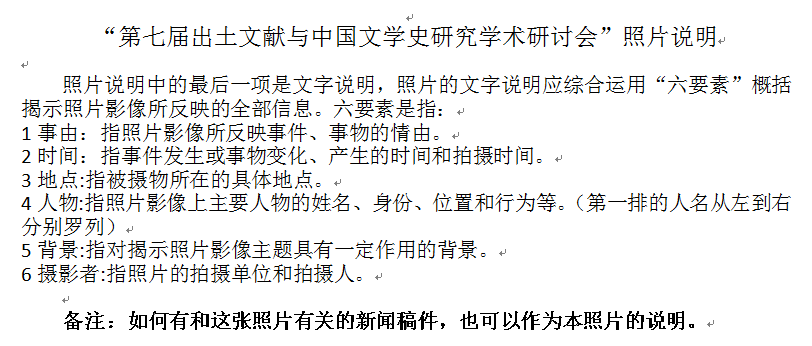 “第七届出土文献与中国文学史研究学术研讨会”照片说明
照片说明中的最后一项是文字说明，照片的文字说明应综合运用“六要素”概括
揭示照片影像所反映的全部信息。六要素是指：
1 事由：指照片影像所反映事件、事物的情由。
2 时间：指事件发生或事物变化、产生的时间和拍摄时间。
3 地点:指被摄物所在的具体地点。
4 人物:指照片影像上主要人物的姓名、身份、位置和行为等。（第一排的人名从左到右
分别罗列）
5 背景:指对揭示照片影像主题具有一定作用的背景。
6 摄影者:指照片的拍摄单位和拍摄人。
备注：如何有和这张照片有关的新闻稿件，也可以作为本照片的说明。